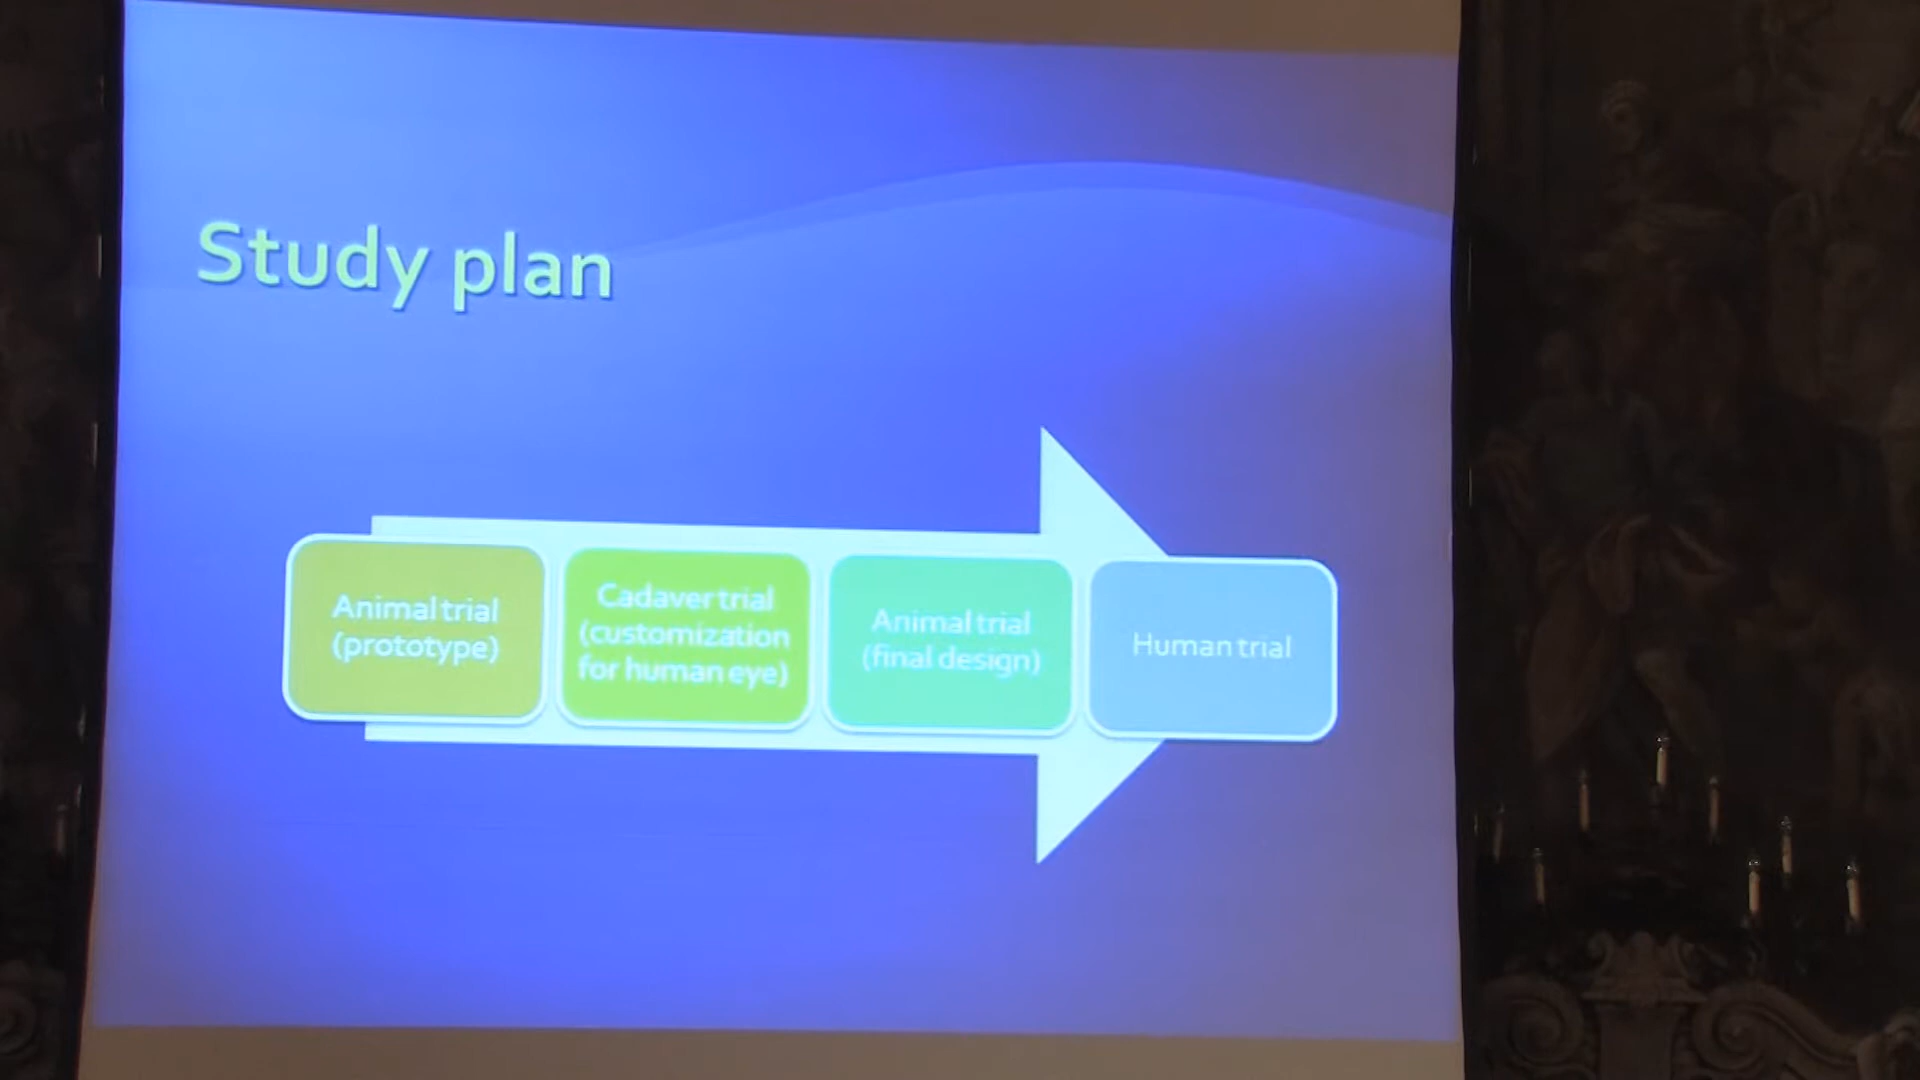 Study plan
Animal trial
(prototype)
Cadaver trial
(customization
for human eye)
Animal trial
(final design)
Human trial